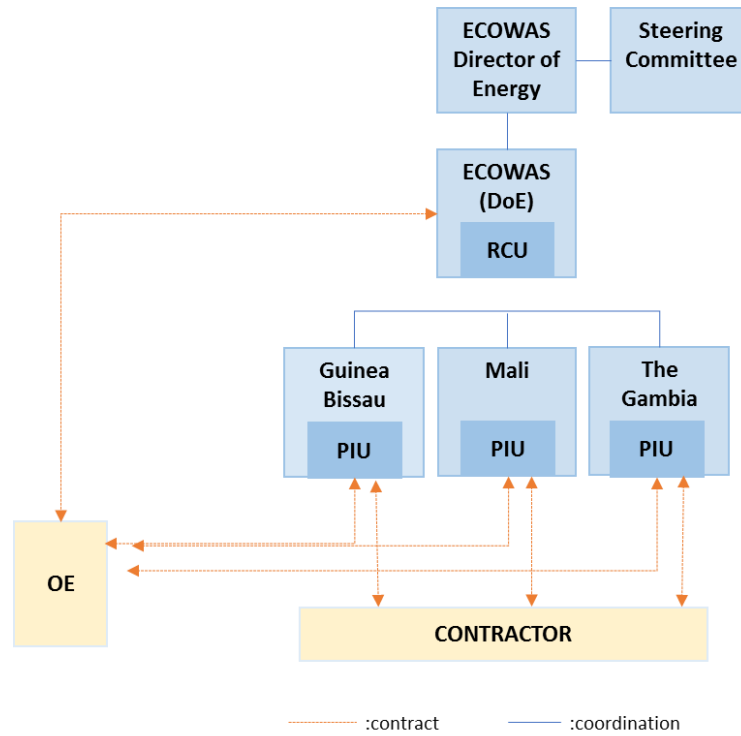 ECOWAS
Director of
Energy
Steering
Committee
ECOWAS
(DoE)
RCU
Guinea
Bissau
PIU
Mali
PIU
The
Gambia
PIU
OE
CONTRACTOR
:contract
:coordination